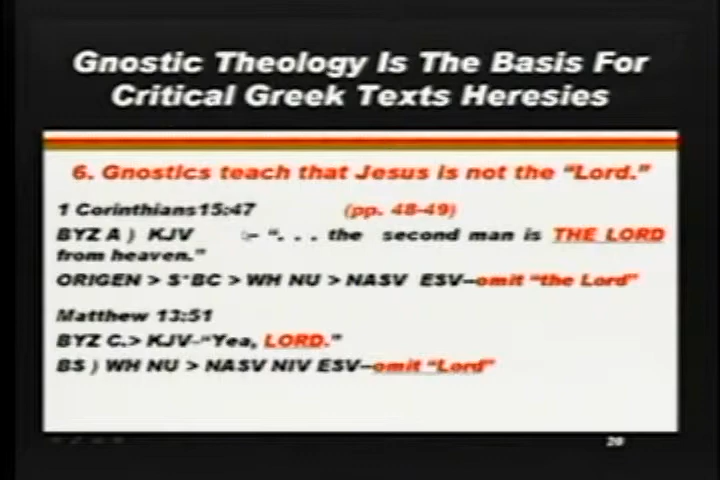 Gnostic Theology Is The Basis For
Critical Greek Texts Heresies
6. Gnostics teach that Jesus is not the “Lord.”
1 Corinthians15:47 (pp. 48-49)
BYZ A ) KJV – “. . . the second man is THE LORD
from heaven.”
ORIGEN > S*BC > WH NU > NASV ESV--omit “the Lord”
Matthew 13:51
BYZ C.> KJV-“Yea, LORD.”
BS ) WH NU > NASV NIV ESV--omit “Lord”
20